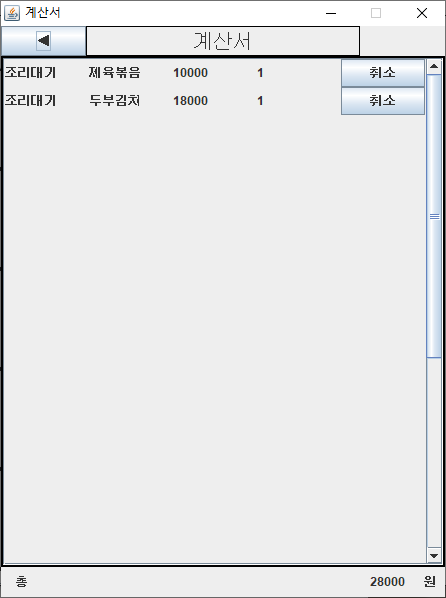 계산서
◀ 계산서
조리대기 제육볶음 10000 1 취소
조리대기 두부김치 18000 1 취소
총 28000 원